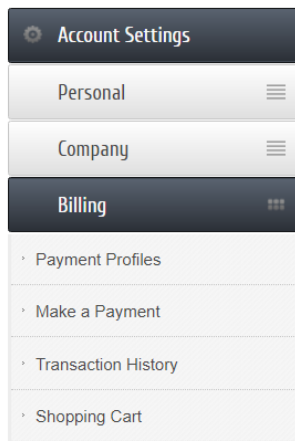 Account Settings
Personal
Company
Billing
Payment Profiles
Make a Payment
Transaction History
Shopping Cart